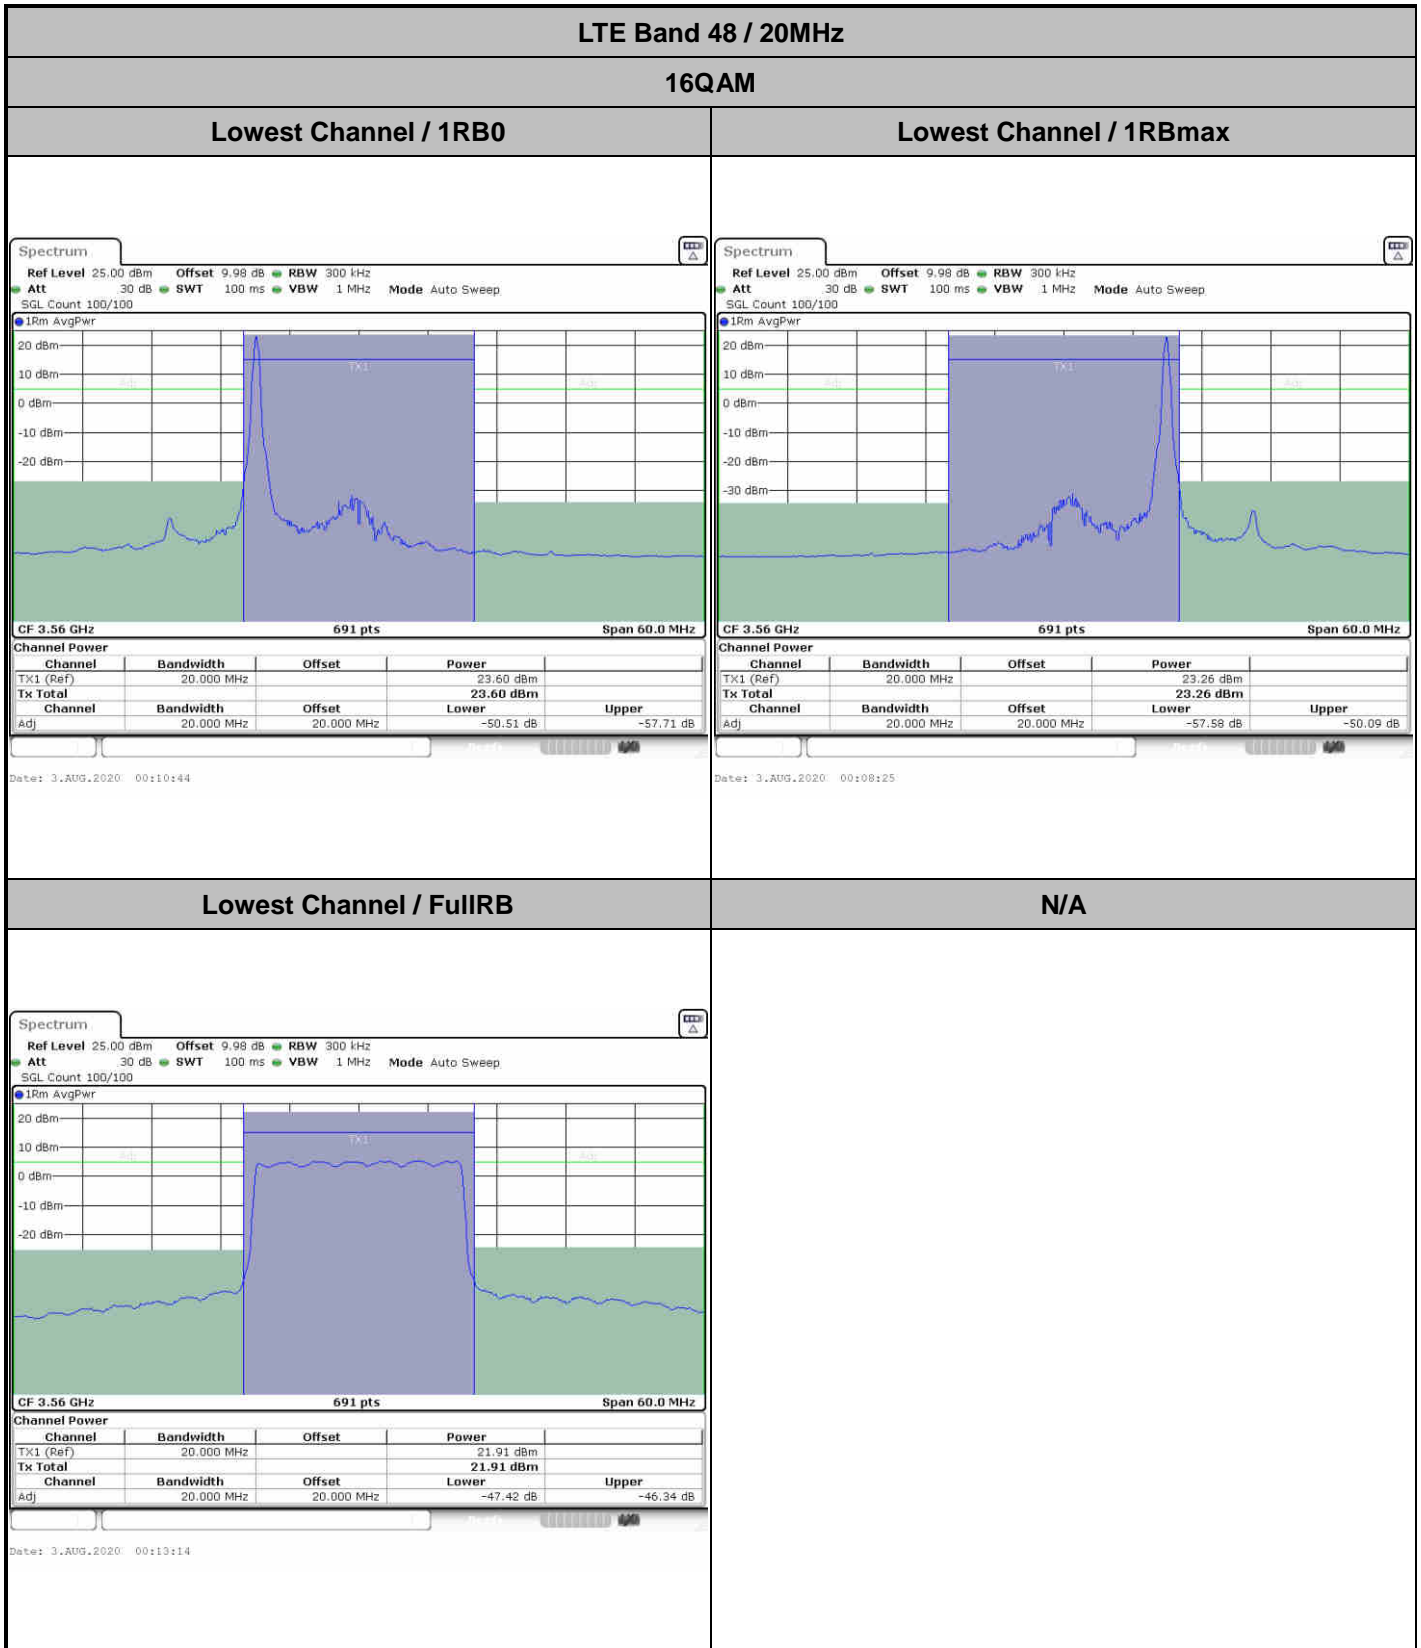 LTE Band 48 / 20MHz
16QAM
Lowest Channel / 1RB0
Lowest Channel / 1RBmax
Spectrum
Ref Level 25.00 dBm Offset 9.98 dB RBW 300 kHz
Att 30 dB SWT 100 ms VBW 1 MHz Mode Auto Sweep
SGL Count 100/100
1Rm AvgPwr
20 dBm
10 dBm
0 dBm
-10 dBm
-20 dBm
Adj
TX1
Adj
CF 3.56 GHz 691 pts Span 60.0 MHz
Channel Power
Channel Bandwidth Offset Power
TX1 (Ref) 20.000 MHz 23.60 dBm
Tx Total 23.60 dBm
Channel Bandwidth Offset Lower Upper
Adj 20.000 MHz 20.000 MHz -50.51 dB -57.71 dB
Date: 3.AUG.2020 00:10:44
Spectrum
Ref Level 25.00 dBm Offset 9.98 dB RBW 300 kHz
Att 30 dB SWT 100 ms VBW 1 MHz Mode Auto Sweep
SGL Count 100/100
1Rm AvgPwr
20 dBm
10 dBm
0 dBm
-10 dBm
-20 dBm
-30 dBm
Adj
TX1
Adj
CF 3.56 GHz 691 pts Span 60.0 MHz
Channel Power
Channel Bandwidth Offset Power
TX1 (Ref) 20.000 MHz 23.26 dBm
Tx Total 23.26 dBm
Channel Bandwidth Offset Lower Upper
Adj 20.000 MHz 20.000 MHz -57.58 dB -50.09 dB
Date: 3.AUG.2020 00:08:25
Lowest Channel / FullRB
N/A
Spectrum
Ref Level 25.00 dBm Offset 9.98 dB RBW 300 kHz
Att 30 dB SWT 100 ms VBW 1 MHz Mode Auto Sweep
SGL Count 100/100
1Rm AvgPwr
20 dBm
10 dBm
0 dBm
-10 dBm
-20 dBm
Adj
TX1
Adj
CF 3.56 GHz 691 pts Span 60.0 MHz
Channel Power
Channel Bandwidth Offset Power
TX1 (Ref) 20.000 MHz 21.91 dBm
Tx Total 21.91 dBm
Channel Bandwidth Offset Lower Upper
Adj 20.000 MHz 20.000 MHz -47.42 dB -46.34 dB
Date: 3.AUG.2020 00:13:14